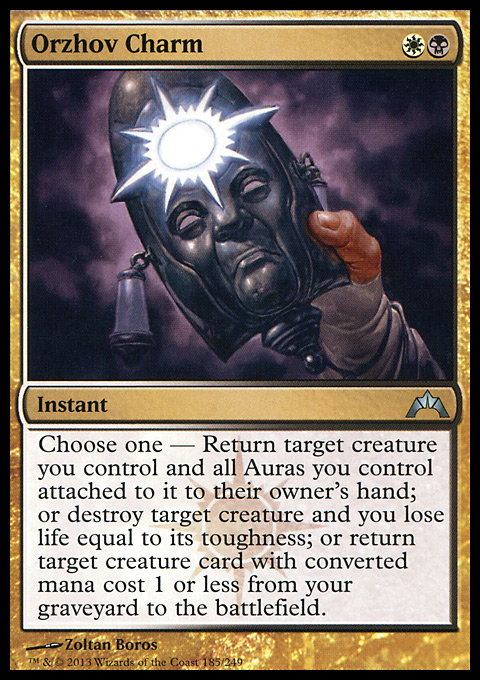 Orzhov Charm
Instant
Choose one — Return target creature
you control and all Auras you control
attached to it to their owner's hand;
or destroy target creature and you lose
life equal to its toughness; or return
target creature card with converted
mana cost 1 or less from your
graveyard to the battlefield.
Zoltan Boros
™ & © 2013 Wizards of the Coast 185/249